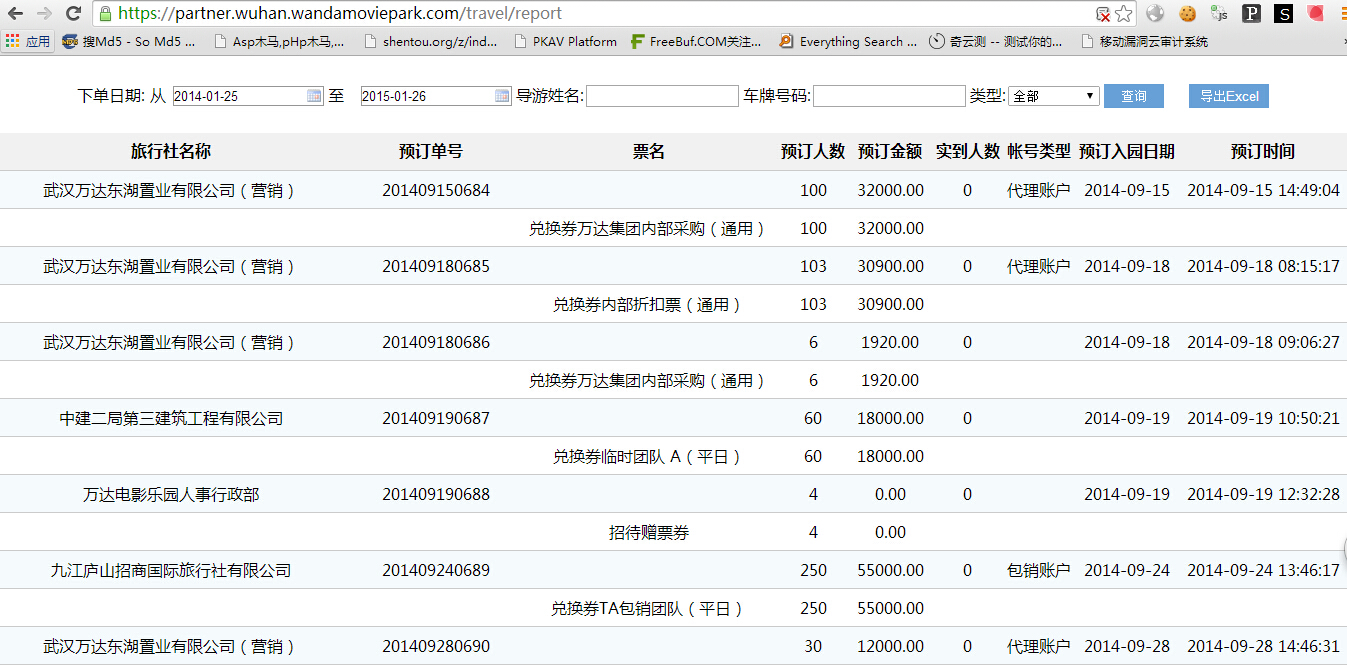 https://partner.wuhan.wandamoviepark.com/travel/report
应用 搜Md5 - So Md5 ... Asp木马,pHp木马,... shentou.org/z/ind... PKAV Platform FreeBuf.COM关注... Everything Search ... 奇云测 -- 测试你的... 移动漏洞云审计系统
下单日期: 从 2014-01-25 至 2015-01-26 导游姓名: 车牌号码: 类型: 全部 查询 导出Excel
旅行社名称 预订单号 票名 预订人数 预订金额 实到人数 帐号类型 预订入园日期 预订时间
武汉万达东湖置业有限公司（营销） 201409150684 100 32000.00 0 代理账户 2014-09-15 2014-09-15 14:49:04
兑换券万达集团内部采购（通用） 100 32000.00
武汉万达东湖置业有限公司（营销） 201409180685 103 30900.00 0 代理账户 2014-09-18 2014-09-18 08:15:17
兑换券内部折扣票（通用） 103 30900.00
武汉万达东湖置业有限公司（营销） 201409180686 6 1920.00 0 2014-09-18 2014-09-18 09:06:27
兑换券万达集团内部采购（通用） 6 1920.00
中建二局第三建筑工程有限公司 201409190687 60 18000.00 0 2014-09-19 2014-09-19 10:50:21
兑换券临时团队 A（平日） 60 18000.00
万达电影乐园人事行政部 201409190688 4 0.00 0 2014-09-19 2014-09-19 12:32:28
招待赠票券 4 0.00
九江庐山招商国际旅行社有限公司 201409240689 250 55000.00 0 包销账户 2014-09-24 2014-09-24 13:46:17
兑换券TA包销团队（平日） 250 55000.00
武汉万达东湖置业有限公司（营销） 201409280690 30 12000.00 0 代理账户 2014-09-28 2014-09-28 14:46:31